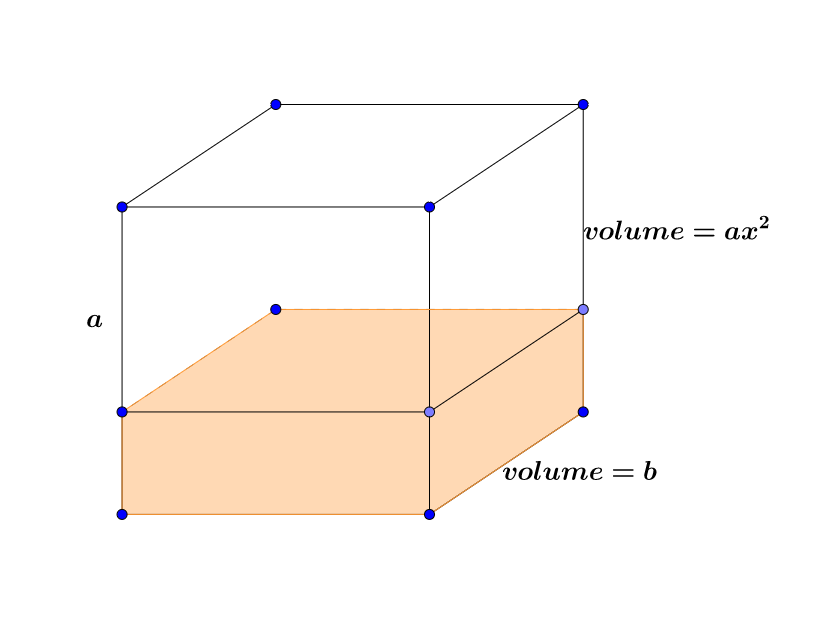 volume = ax²
a
volume = b